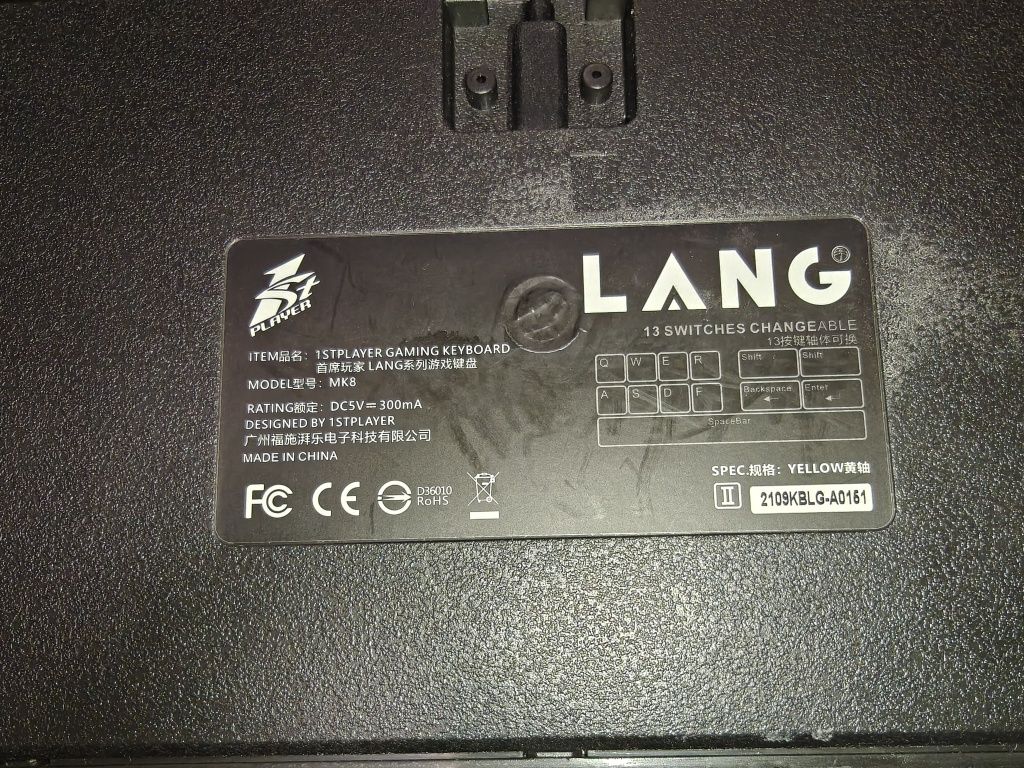 1ST
PLAYER
LANG
13 SWITCHES CHANGEABLE
13按键轴体可换
ITEM品名: 1STPLAYER GAMING KEYBOARD
首席玩家 LANG系列游戏键盘
MODEL型号: MK8
RATING额定: DC5V⎓300mA
DESIGNED BY 1STPLAYER
广州福施湃乐电子科技有限公司
MADE IN CHINA
Q W E R Shift Shift
A S D F Backspace Enter
SpaceBar
SPEC.规格: YELLOW黄轴
FC CE D36010
RoHS
II 2109KBLG-A0151